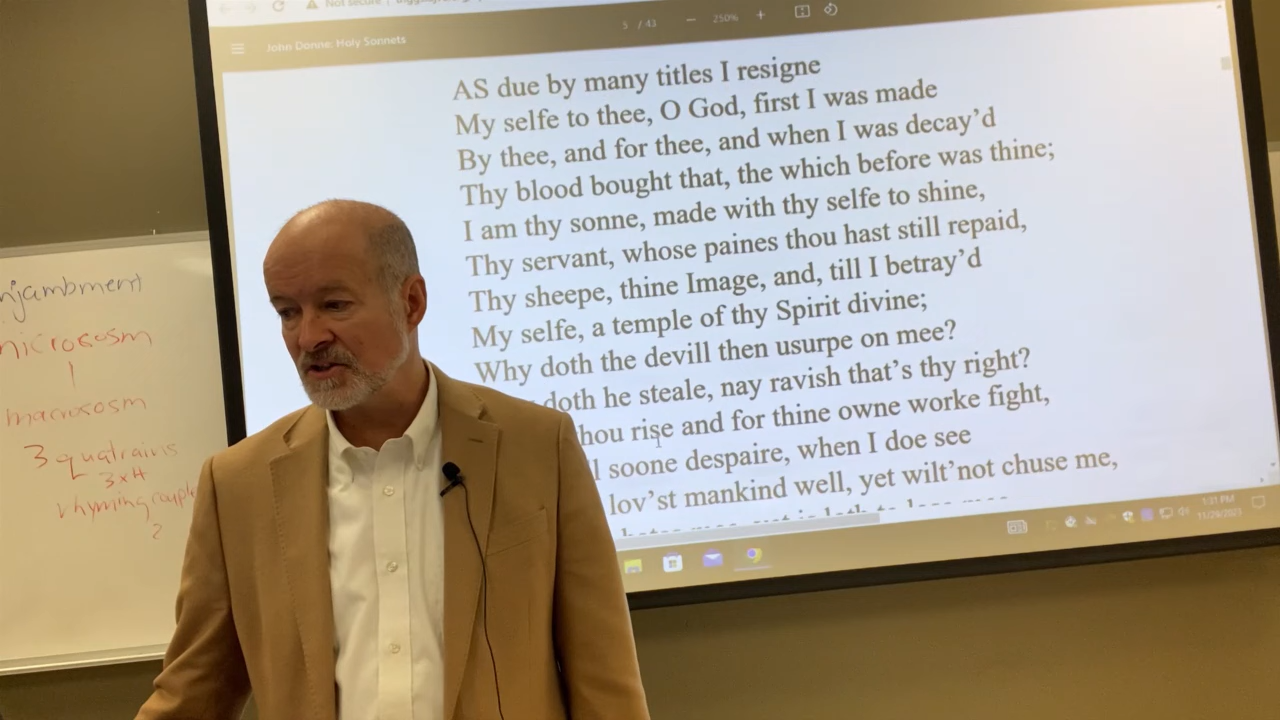 Not secure
5 / 43
250%
John Donne: Holy Sonnets
AS due by many titles I resigne
My selfe to thee, O God, first I was made
By thee, and for thee, and when I was decay'd
Thy blood bought that, the which before was thine;
I am thy sonne, made with thy selfe to shine,
Thy servant, whose paines thou hast still repaid,
Thy sheepe, thine Image, and, till I betray'd
My selfe, a temple of thy Spirit divine;
Why doth the devill then usurpe on mee?
doth he steale, nay ravish that's thy right?
thou rise and for thine owne worke fight,
soone despaire, when I doe see
lov'st mankind well, yet wilt'not chuse me,
1:31 PM
11/29/2023
njambment
microcosm
macrocosm
3 quatrains
3 x 4
rhyming couple
2